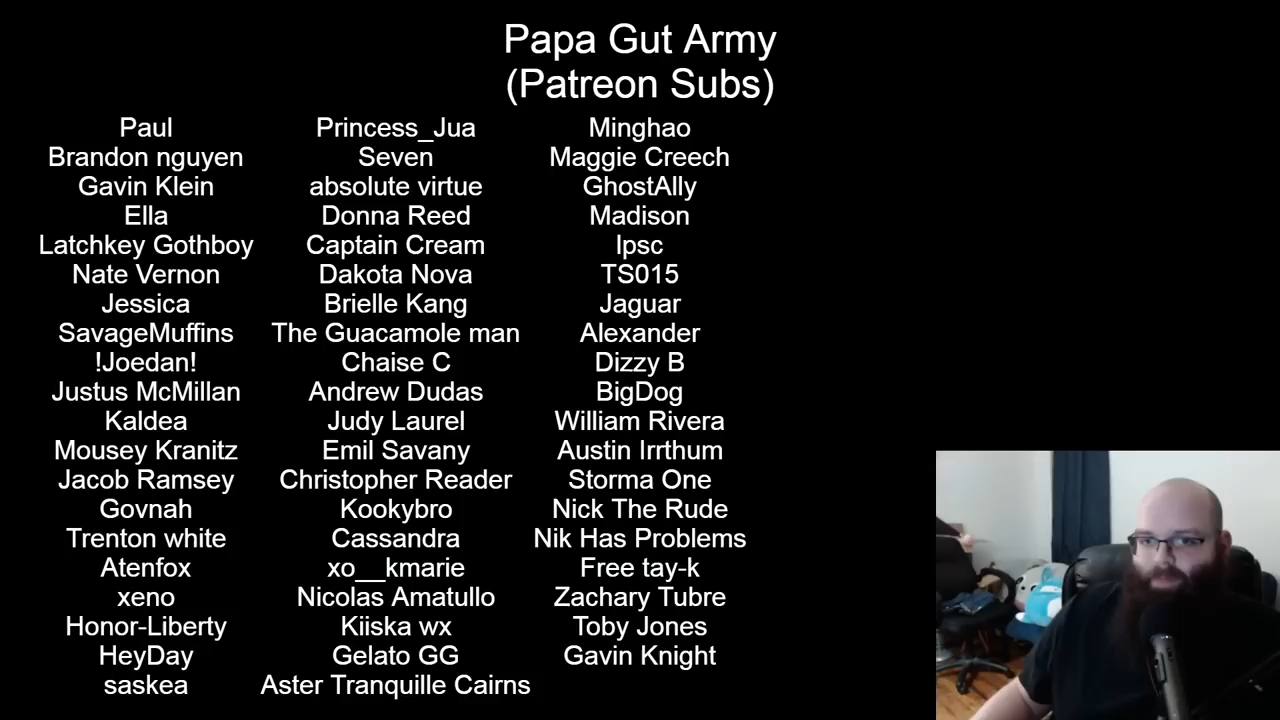 Papa Gut Army
(Patreon Subs)
Paul
Brandon nguyen
Gavin Klein
Ella
Latchkey Gothboy
Nate Vernon
Jessica
SavageMuffins
!Joedan!
Justus McMillan
Kaldea
Mousey Kranitz
Jacob Ramsey
Govnah
Trenton white
Atenfox
xeno
Honor-Liberty
HeyDay
saskea
Princess_Jua
Seven
absolute virtue
Donna Reed
Captain Cream
Dakota Nova
Brielle Kang
The Guacamole man
Chaise C
Andrew Dudas
Judy Laurel
Emil Savany
Christopher Reader
Kookybro
Cassandra
xo__kmarie
Nicolas Amatullo
Kiiska wx
Gelato GG
Aster Tranquille Cairns
Minghao
Maggie Creech
GhostAlly
Madison
lpsc
TS015
Jaguar
Alexander
Dizzy B
BigDog
William Rivera
Austin Irrthum
Storma One
Nick The Rude
Nik Has Problems
Free tay-k
Zachary Tubre
Toby Jones
Gavin Knight